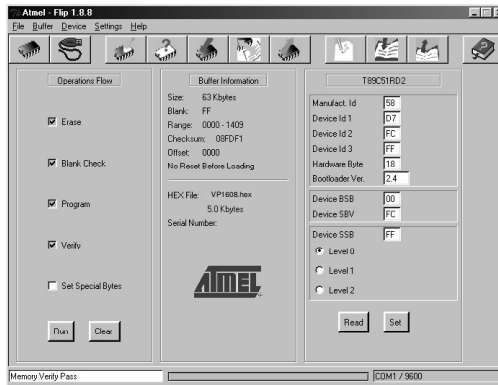 Atmel - Flip 1.8.8
File Buffer Device Settings Help
Operations Flow
Erase
Blank Check
Program
Verify
Set Special Bytes
Run Clear
Buffer Information
Size: 63 Kbytes
Blank: FF
Range: 0000 - 1409
Checksum: 08FDF1
Offset: 0000
No Reset Before Loading
HEX File: VP1608.hex
5.0 Kbytes
Serial Number:
ATMEL
T89C51RD2
Manufact. Id 58
Device Id 1 D7
Device Id 2 FC
Device Id 3 FF
Hardware Byte 18
Bootloader Ver. 2.4
Device BSB 00
Device SBV FC
Device SSB FF
Level 0
Level 1
Level 2
Read Set
Memory Verify Pass
COM1 / 9600